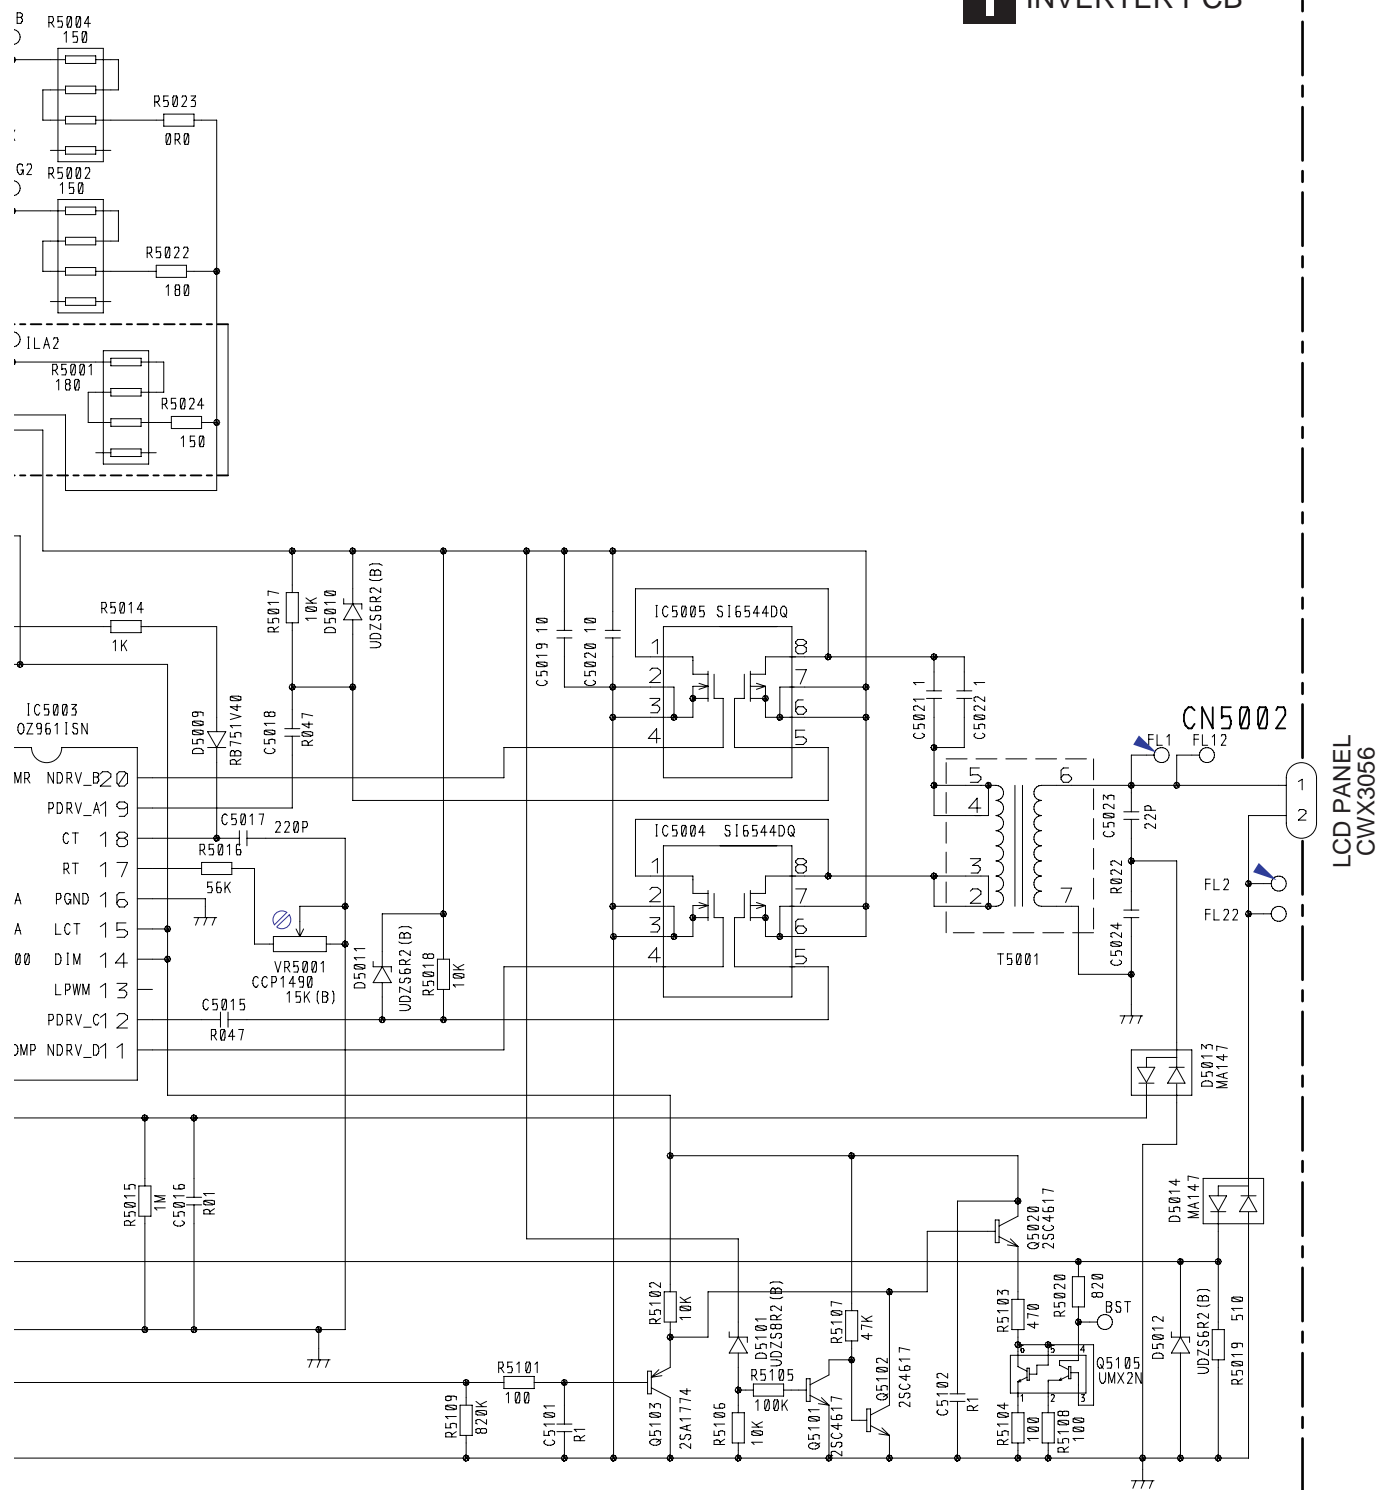 INVERTER PCB
B
R5004
150
R5023
0R0
G2
R5002
150
R5022
180
ILA2
R5001
180
R5024
150
R5014
1K
R5017
10K
D5010
UDZS6R2(B)
C5019 10
C5020 10
IC5005 SI6544DQ
1
2
3
4
8
7
6
5
C5021 1
C5022 1
IC5003
OZ961ISN
D5009
RB751V40
C5018
R047
CN5002
FL1
FL12
LCD PANEL
CWX3056
MR NDRV_B 20
PDRV_A 19
CT 18
RT 17
A PGND 16
A LCT 15
00 DIM 14
LPWM 13
PDRV_C 12
OMP NDRV_D 11
C5017
220P
R5016
56K
IC5004 SI6544DQ
1
2
3
4
8
7
6
5
5
4
3
2
6
7
T5001
C5023
22P
R022
C5024
1
2
FL2
FL22
VR5001
CCP1490
15K(B)
D5011
UDZS6R2(B)
R5018
10K
C5015
R047
D5013
MA147
R5015
1M
C5016
R01
D5014
MA147
Q5020
2SC4617
R5102
10K
D5101
UDZS8R2(B)
R5107
47K
R5103
470
R5020
820
BST
D5012
UDZS6R2(B)
R5019 510
R5101
100
R5109
820K
C5101
R1
Q5103
2SA1774
R5106
10K
R5105
100K
Q5101
2SC4617
Q5102
2SC4617
C5102
R1
6
5
4
1
2
3
Q5105
UMX2N
R5104
100
R5108
100